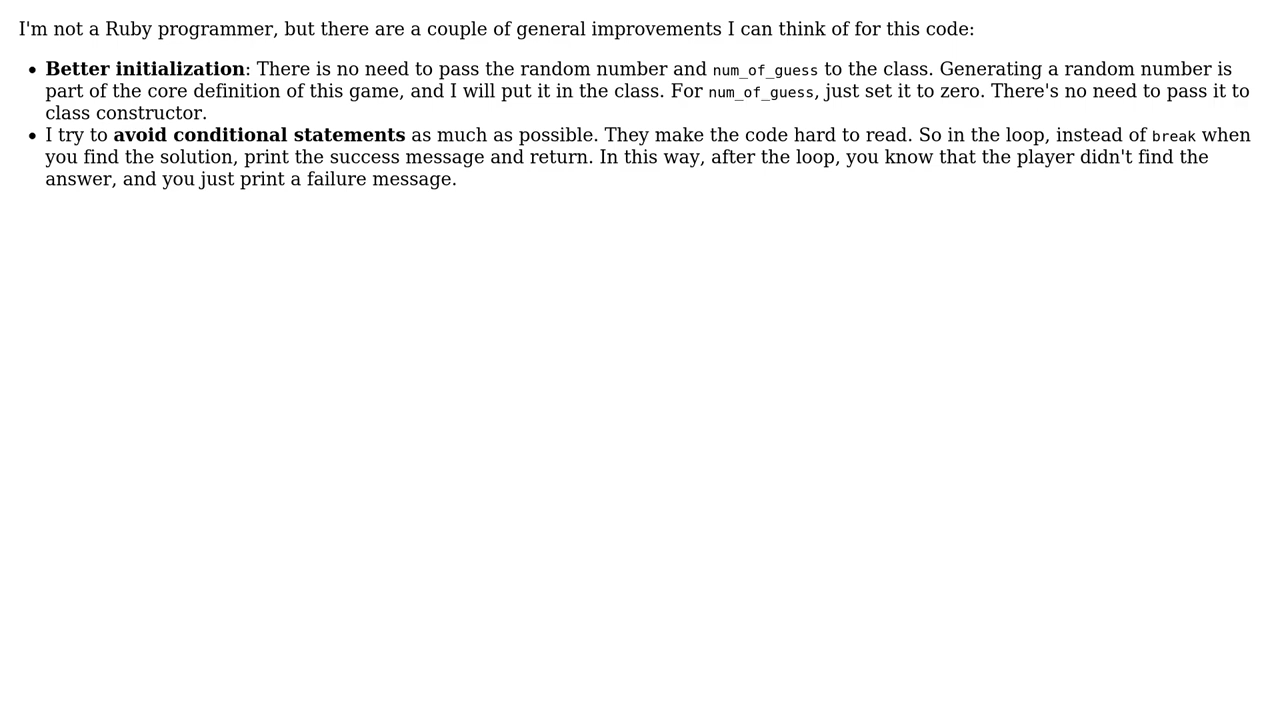 I'm not a Ruby programmer, but there are a couple of general improvements I can think of for this code:
• Better initialization: There is no need to pass the random number and num_of_guess to the class. Generating a random number is
part of the core definition of this game, and I will put it in the class. For num_of_guess, just set it to zero. There's no need to pass it to
class constructor.
• I try to avoid conditional statements as much as possible. They make the code hard to read. So in the loop, instead of break when
you find the solution, print the success message and return. In this way, after the loop, you know that the player didn't find the
answer, and you just print a failure message.